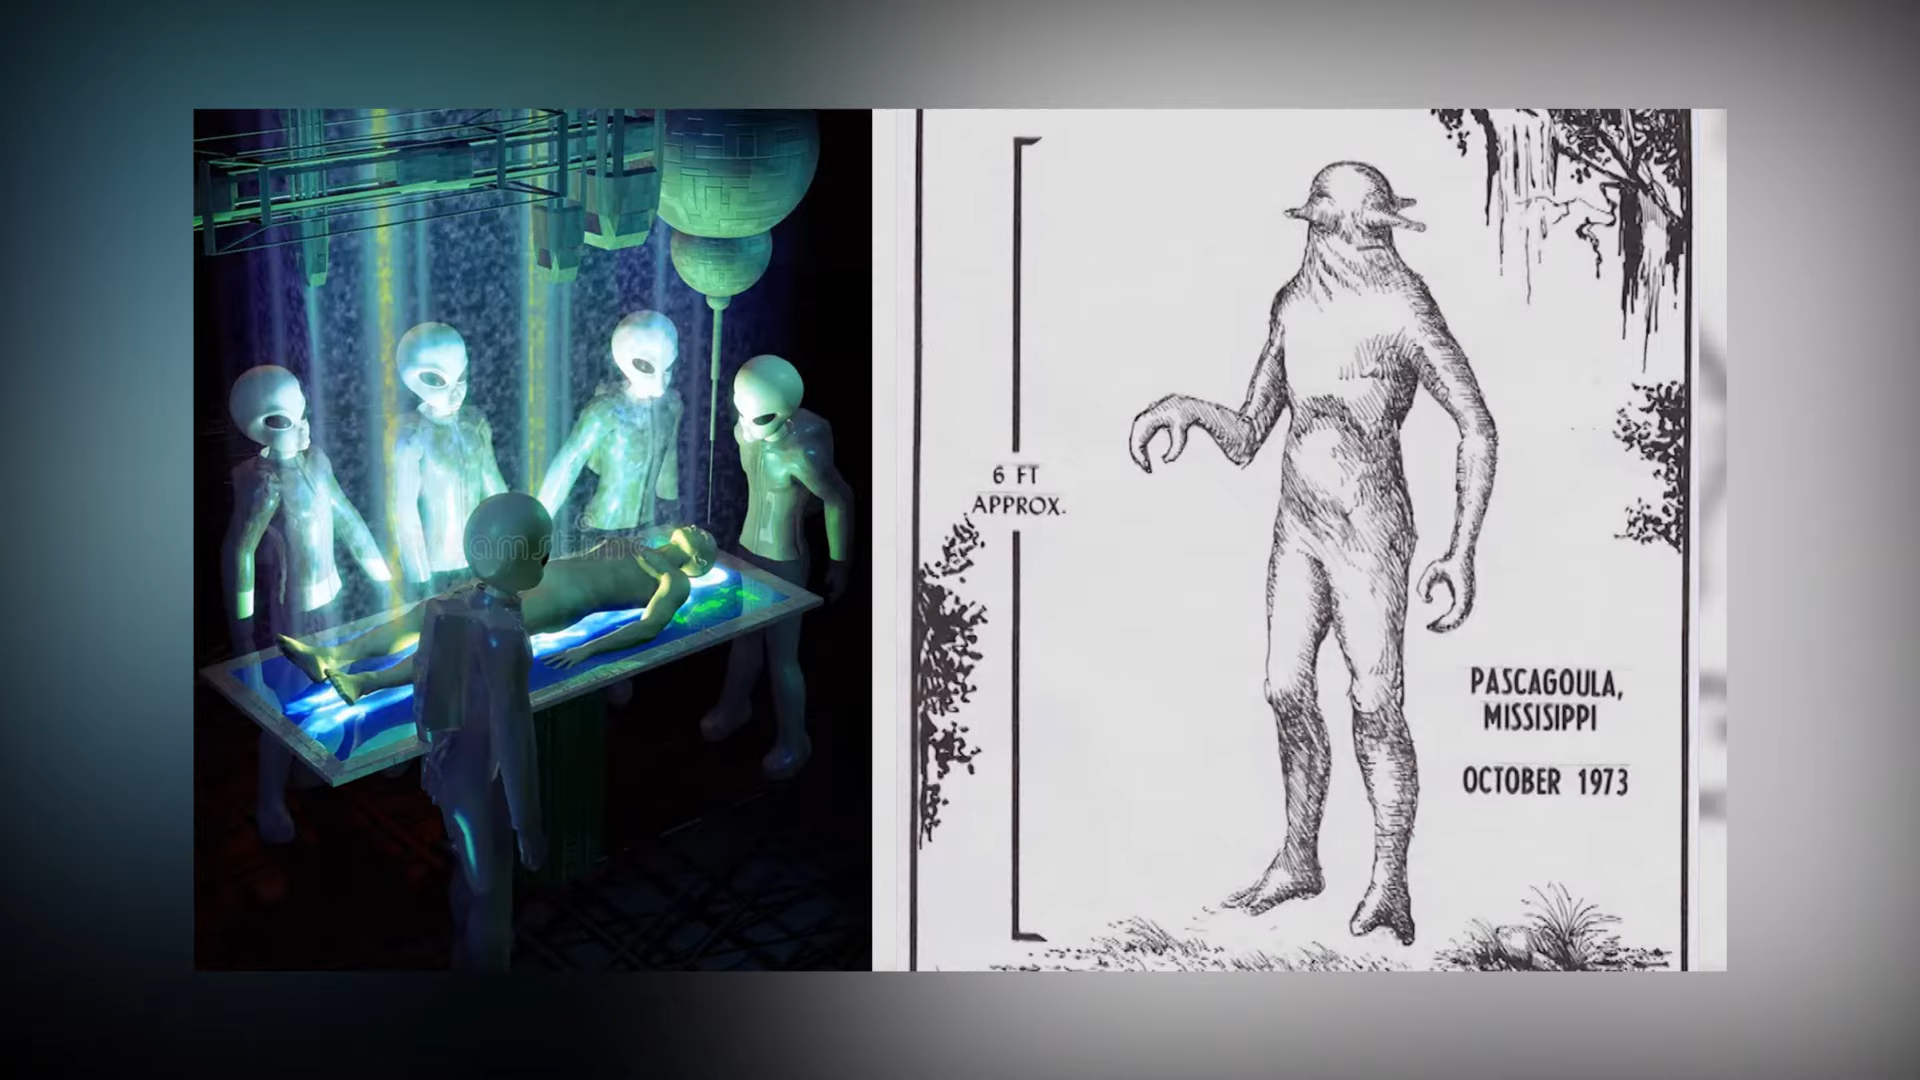 6 FT
APPROX.
PASCAGOULA,
MISSISIPPI
OCTOBER 1973